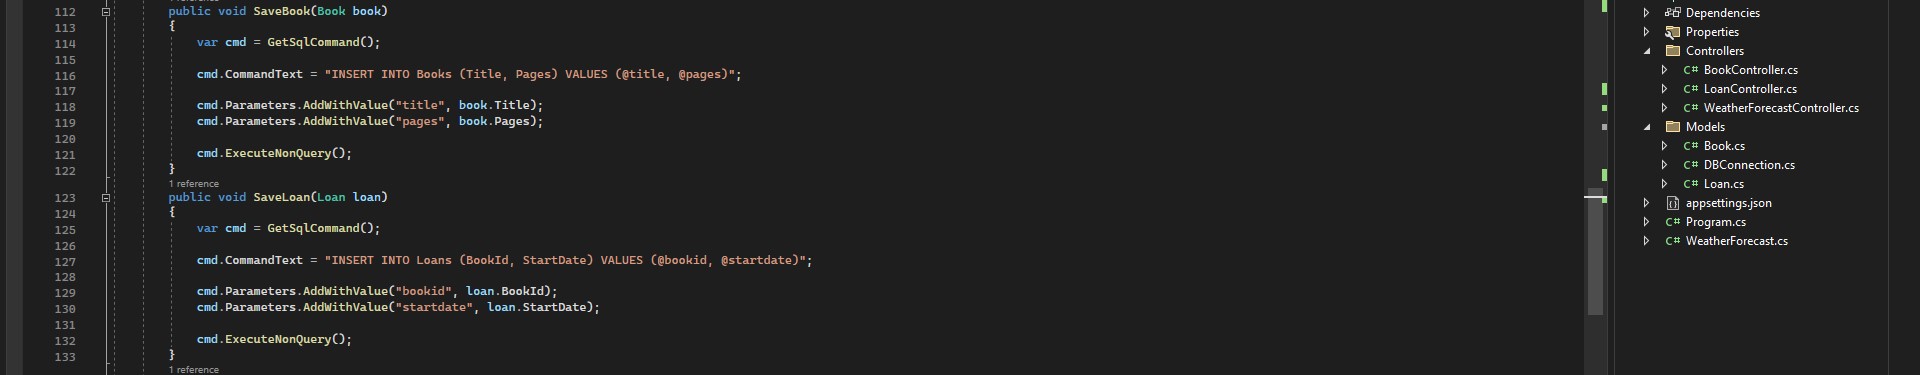 112 public void SaveBook(Book book)
113 {
114 var cmd = GetSqlCommand();
115
116 cmd.CommandText = "INSERT INTO Books (Title, Pages) VALUES (@title, @pages)";
117
118 cmd.Parameters.AddWithValue("title", book.Title);
119 cmd.Parameters.AddWithValue("pages", book.Pages);
120
121 cmd.ExecuteNonQuery();
122 }
1 reference
123 public void SaveLoan(Loan loan)
124 {
125 var cmd = GetSqlCommand();
126
127 cmd.CommandText = "INSERT INTO Loans (BookId, StartDate) VALUES (@bookid, @startdate)";
128
129 cmd.Parameters.AddWithValue("bookid", loan.BookId);
130 cmd.Parameters.AddWithValue("startdate", loan.StartDate);
131
132 cmd.ExecuteNonQuery();
133 }
1 reference
Dependencies
Properties
Controllers
C# BookController.cs
C# LoanController.cs
C# WeatherForecastController.cs
Models
C# Book.cs
C# DBConnection.cs
C# Loan.cs
appsettings.json
C# Program.cs
C# WeatherForecast.cs